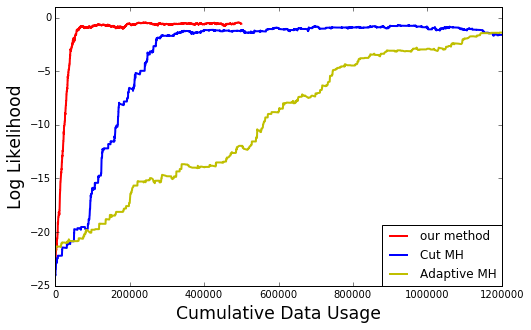 0
−5
−10
−15
−20
−25
Log Likelihood
our method
Cut MH
Adaptive MH
0 200000 400000 600000 800000 1000000 1200000
Cumulative Data Usage